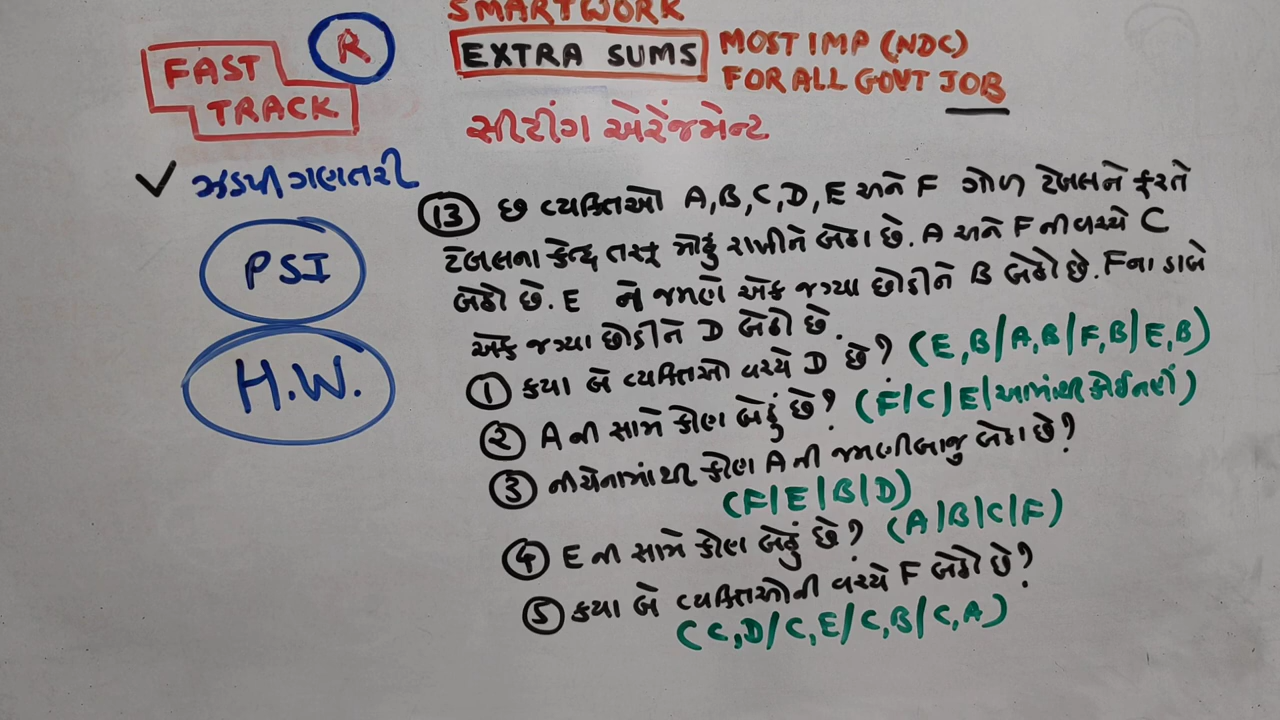 SMARTWORK
FAST
TRACK
R
EXTRA SUMS
MOST IMP (NDC)
FOR ALL GOVT JOB
સીટીંગ એરેંજમેન્ટ
✓ ઝડપી ગણતરી
PSI
H.W.
(13) છ વ્યક્તિઓ A,B,C,D,E અને F ગોળ ટેબલને ફરતે
ટેબલના કેન્દ્ર તરફ મોઢું રાખીને બેઠા છે. A અને F ની વચ્ચે C
બેઠો છે. E ને જમણે એક જગ્યા છોડીને B બેઠો છે. F ના ડાબે
એક જગ્યા છોડીને D બેઠો છે.
(1) કયા બે વ્યક્તિઓ વચ્ચે D છે? (E,B/A,B/F,B/E,B)
(2) A ની સામે કોણ બેઠું છે? (F/C/E/આમાંથી કોઈ નહીં)
(3) નીચેનામાંથી કોણ A ની જમણીબાજુ બેઠા છે?
(F/E/B/D)
(4) E ની સામે કોણ બેઠું છે? (A/B/C/F)
(5) કયા બે વ્યક્તિઓની વચ્ચે F બેઠો છે?
(C,D/C,E/C,B/C,A)